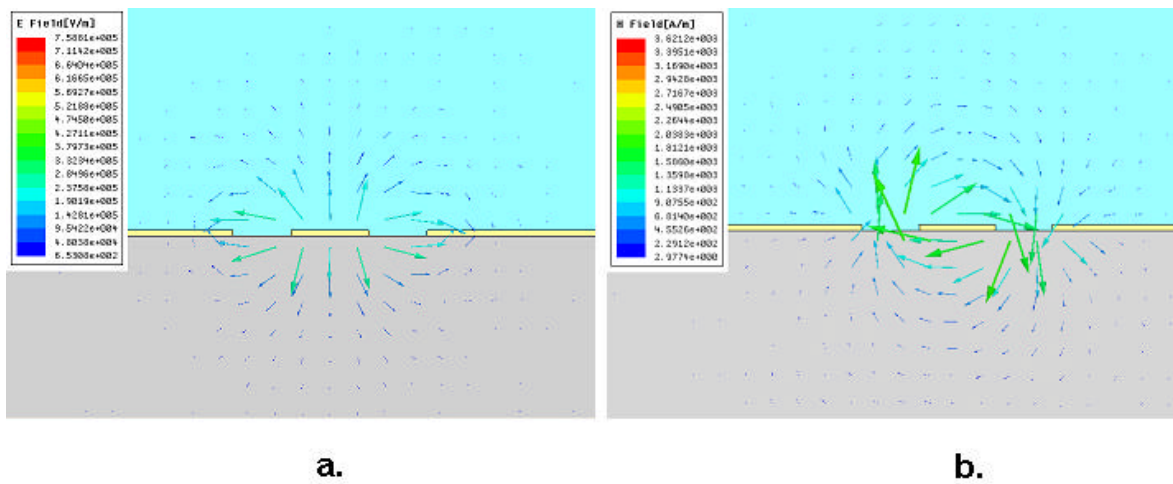 E Field[V/m]
7.5881e+005
7.1142e+005
6.6404e+005
6.1665e+005
5.6927e+005
5.2188e+005
4.7450e+005
4.2711e+005
3.7973e+005
3.3234e+005
2.8496e+005
2.3758e+005
1.9019e+005
1.4281e+005
9.5422e+004
4.8038e+004
6.5308e+002
H Field[A/m]
3.6212e+003
3.3951e+003
3.1690e+003
2.9428e+003
2.7167e+003
2.4905e+003
2.2644e+003
2.0383e+003
1.8121e+003
1.5860e+003
1.3598e+003
1.1337e+003
9.0755e+002
6.8140e+002
4.5526e+002
2.2912e+002
2.9774e+000
a.
b.